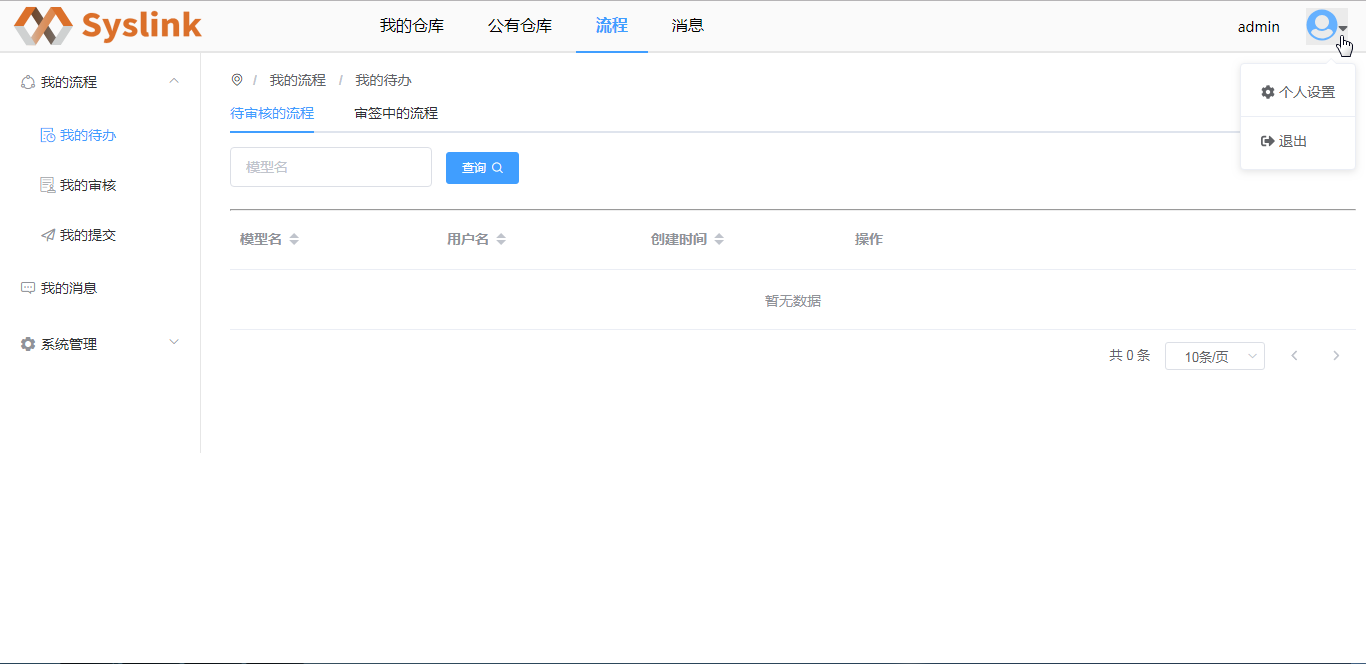 Syslink
我的仓库 公有仓库 流程 消息
admin
个人设置
退出
我的流程
我的待办
我的审核
我的提交
我的消息
系统管理
/ 我的流程 / 我的待办
待审核的流程 审签中的流程
模型名 查询
模型名 用户名 创建时间 操作
暂无数据
共 0 条 10条/页